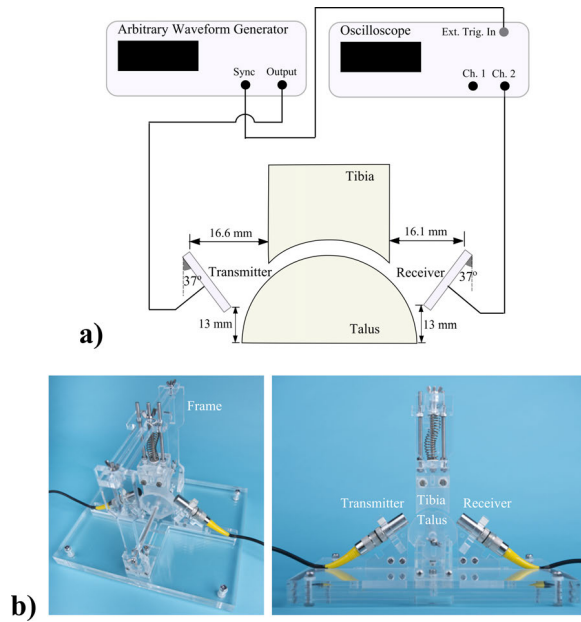 a)
Arbitrary Waveform Generator
Sync Output
Oscilloscope
Ext. Trig. In
Ch. 1 Ch. 2
Tibia
16.6 mm
16.1 mm
Transmitter
Receiver
37°
37°
13 mm
Talus
13 mm
b)
Frame
Transmitter
Tibia
Talus
Receiver